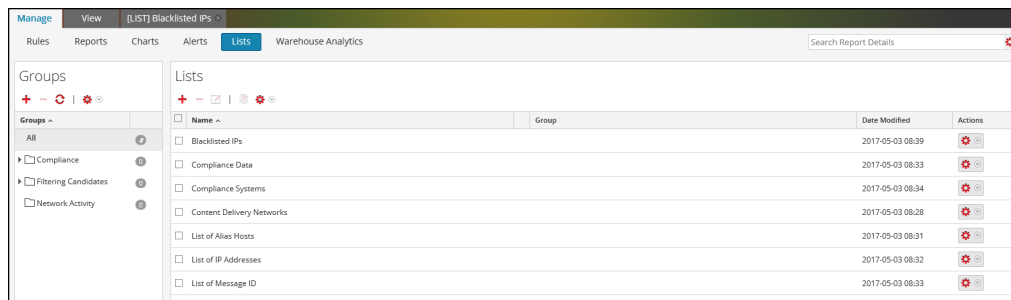 Manage View [LIST] Blacklisted IPs
Rules Reports Charts Alerts Lists Warehouse Analytics Search Report Details
Groups Lists
Groups Name Group Date Modified Actions
All Blacklisted IPs 2017-05-03 08:39
Compliance 0 Compliance Data 2017-05-03 08:33
Filtering Candidates 0 Compliance Systems 2017-05-03 08:34
Network Activity 0 Content Delivery Networks 2017-05-03 08:28
List of Alias Hosts 2017-05-03 08:31
List of IP Addresses 2017-05-03 08:32
List of Message ID 2017-05-03 08:33